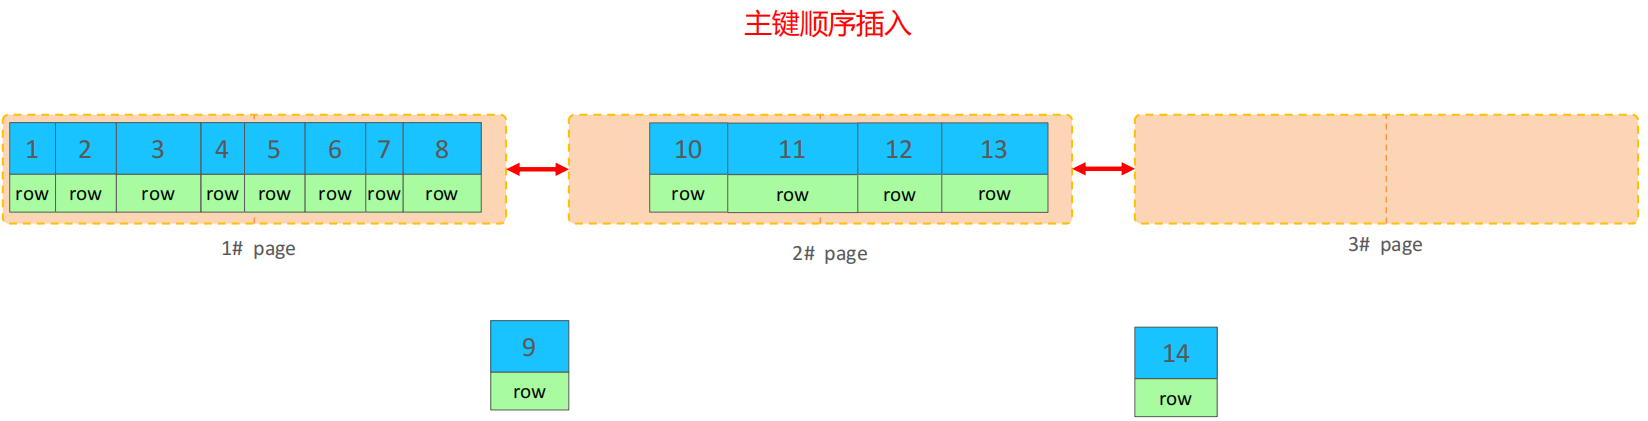 主键顺序插入
1 2 3 4 5 6 7 8
row row row row row row row row
1# page
10 11 12 13
row row row row
2# page
3# page
9
row
14
row